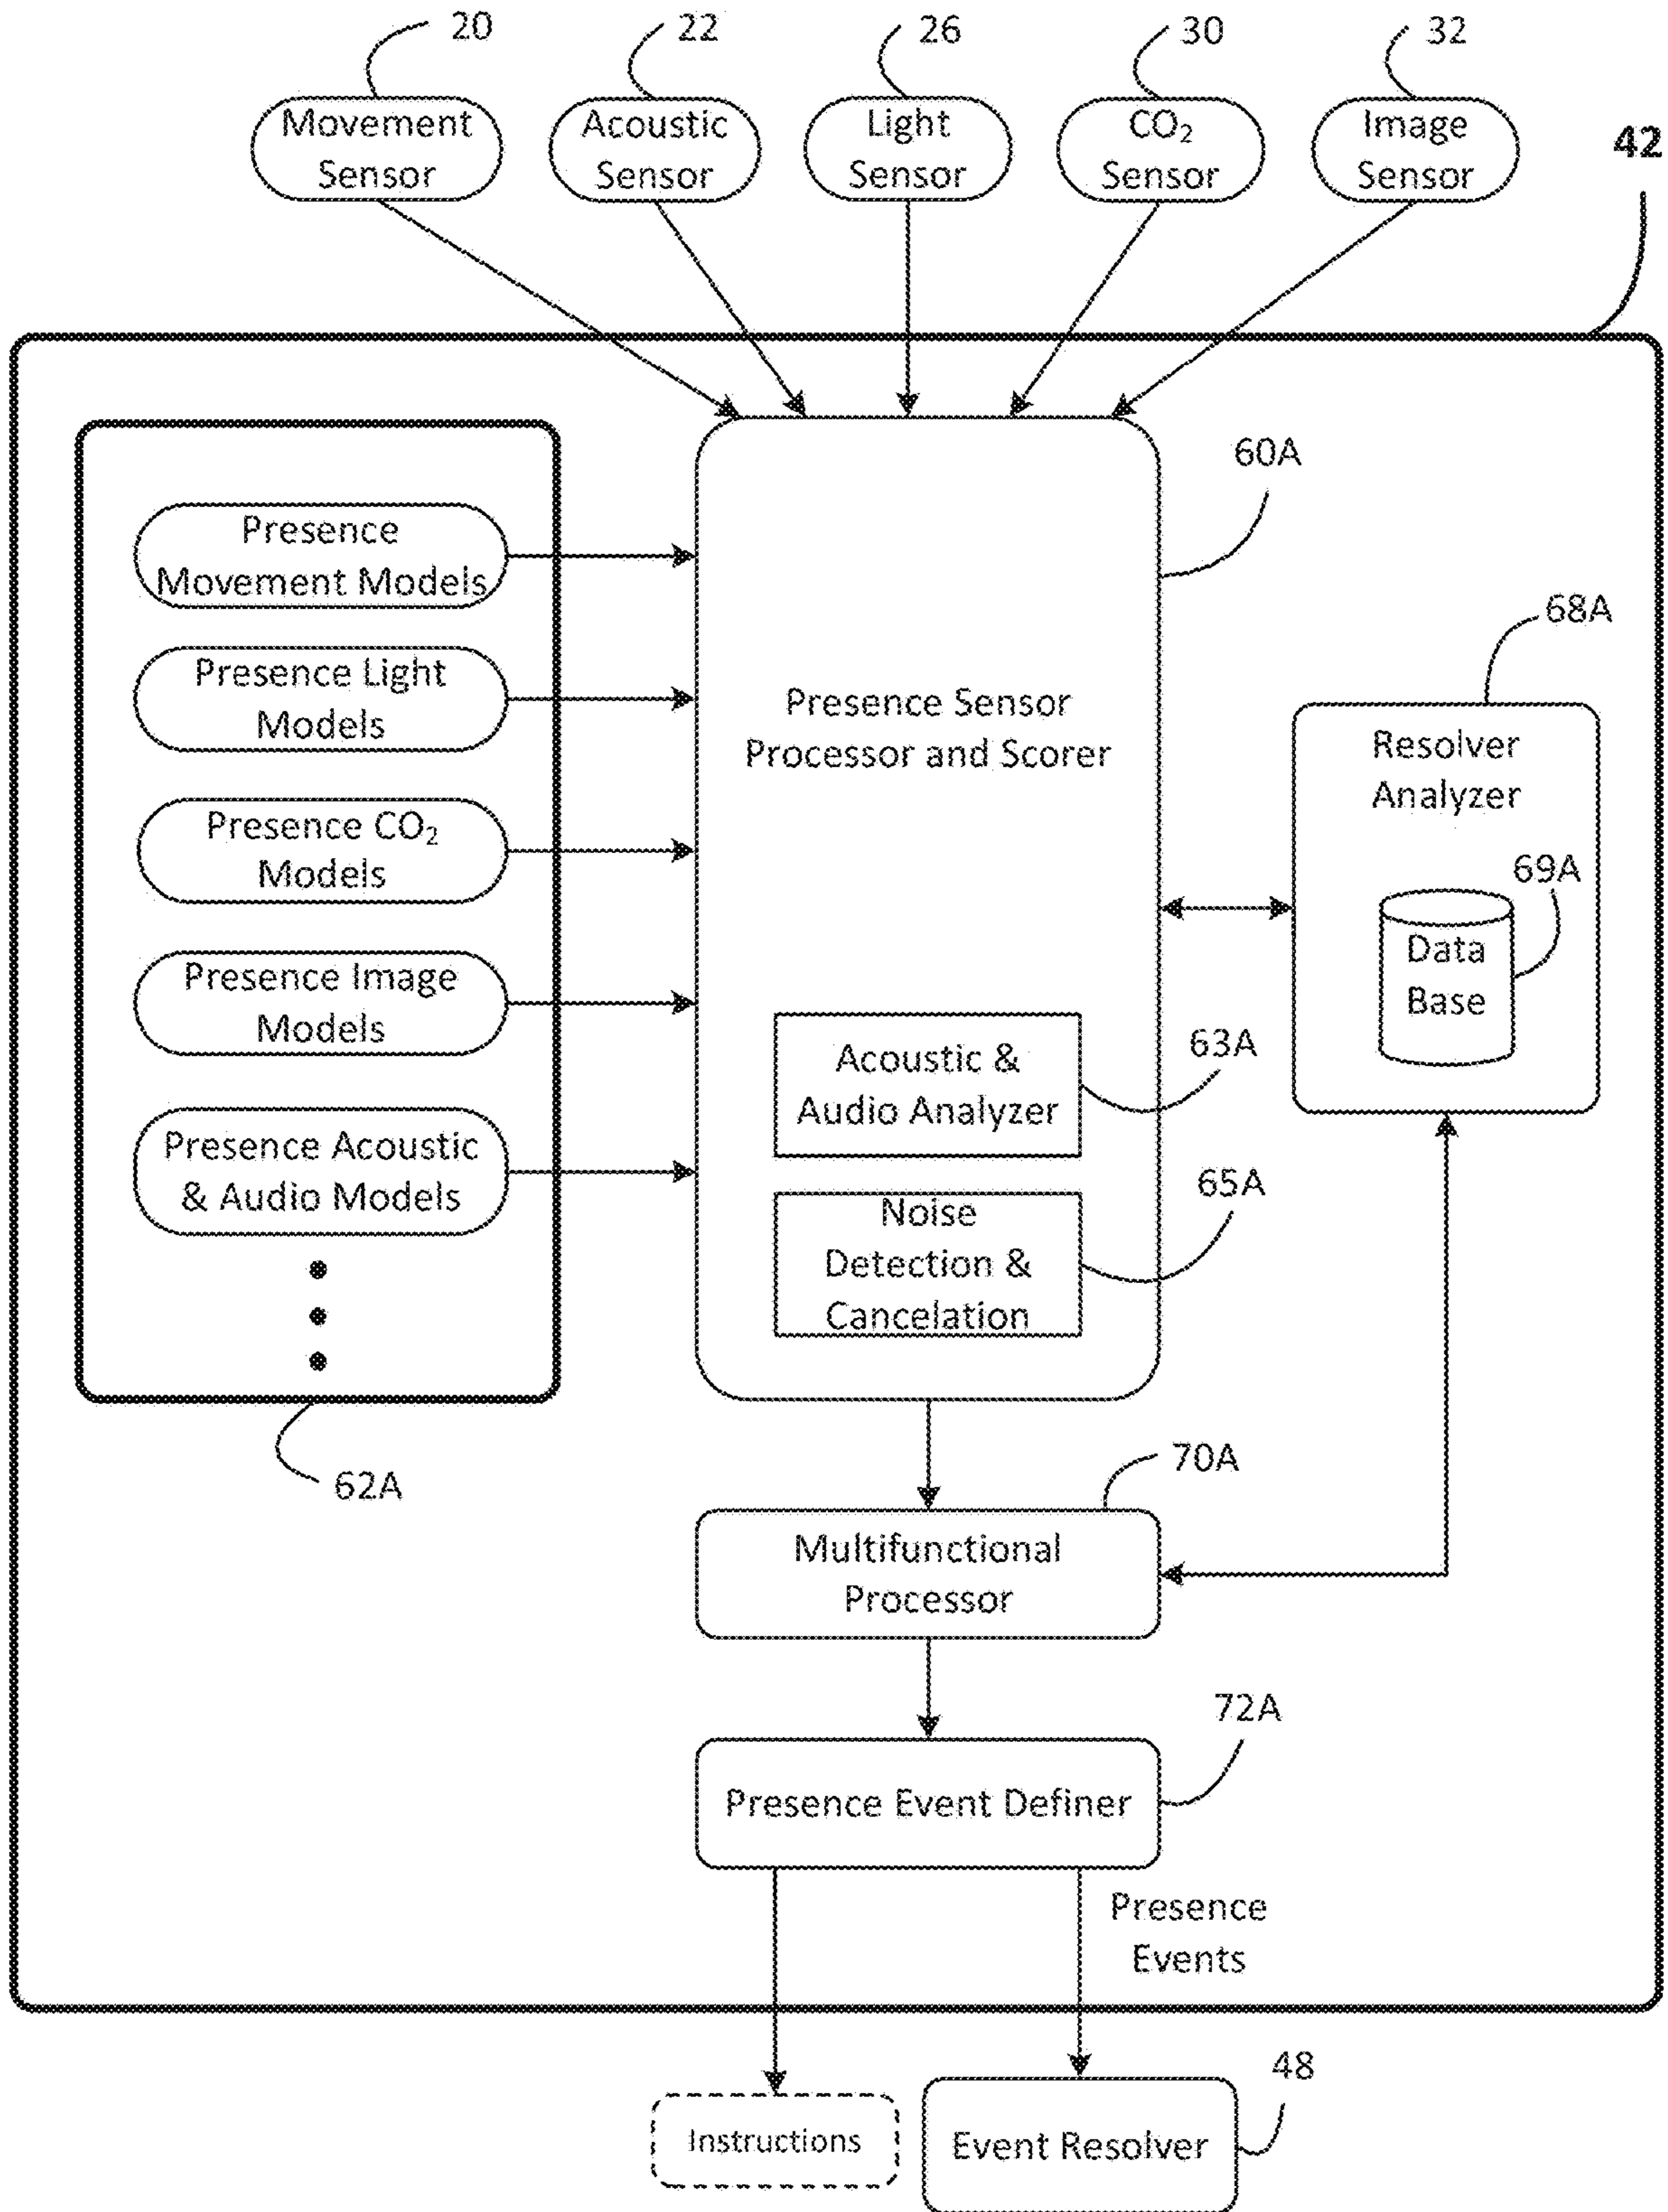 20
22
26
30
32
Movement
Sensor
Acoustic
Sensor
Light
Sensor
CO₂
Sensor
Image
Sensor
42
60A
Presence
Movement Models
Presence Light
Models
Presence CO₂
Models
Presence Image
Models
Presence Acoustic
& Audio Models
62A
Presence Sensor
Processor and Scorer
Acoustic &
Audio Analyzer
63A
Noise
Detection &
Cancelation
65A
68A
Resolver
Analyzer
69A
Data
Base
70A
Multifunctional
Processor
72A
Presence Event Definer
Presence
Events
Instructions
48
Event Resolver